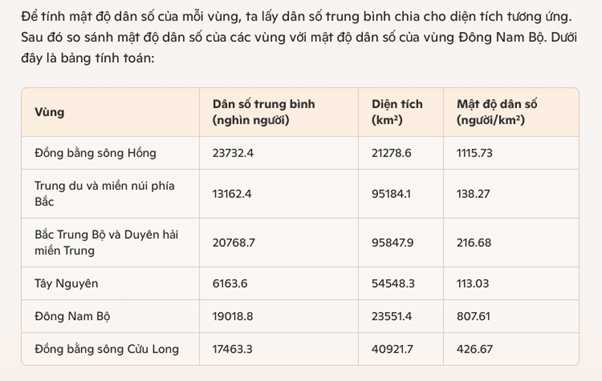 Để tính mật độ dân số của mỗi vùng, ta lấy dân số trung bình chia cho diện tích tương ứng.
Sau đó so sánh mật độ dân số của các vùng với mật độ dân số của vùng Đông Nam Bộ. Dưới
đây là bảng tính toán:
Vùng
Dân số trung bình
(nghìn người)
Diện tích
(km²)
Mật độ dân số
(người/km²)
Đồng bằng sông Hồng 23732.4 21278.6 1115.73
Trung du và miền núi phía
Bắc
13162.4 95184.1 138.27
Bắc Trung Bộ và Duyên hải
miền Trung
20768.7 95847.9 216.68
Tây Nguyên 6163.6 54548.3 113.03
Đông Nam Bộ 19018.8 23551.4 807.61
Đồng bằng sông Cửu Long 17463.3 40921.7 426.67